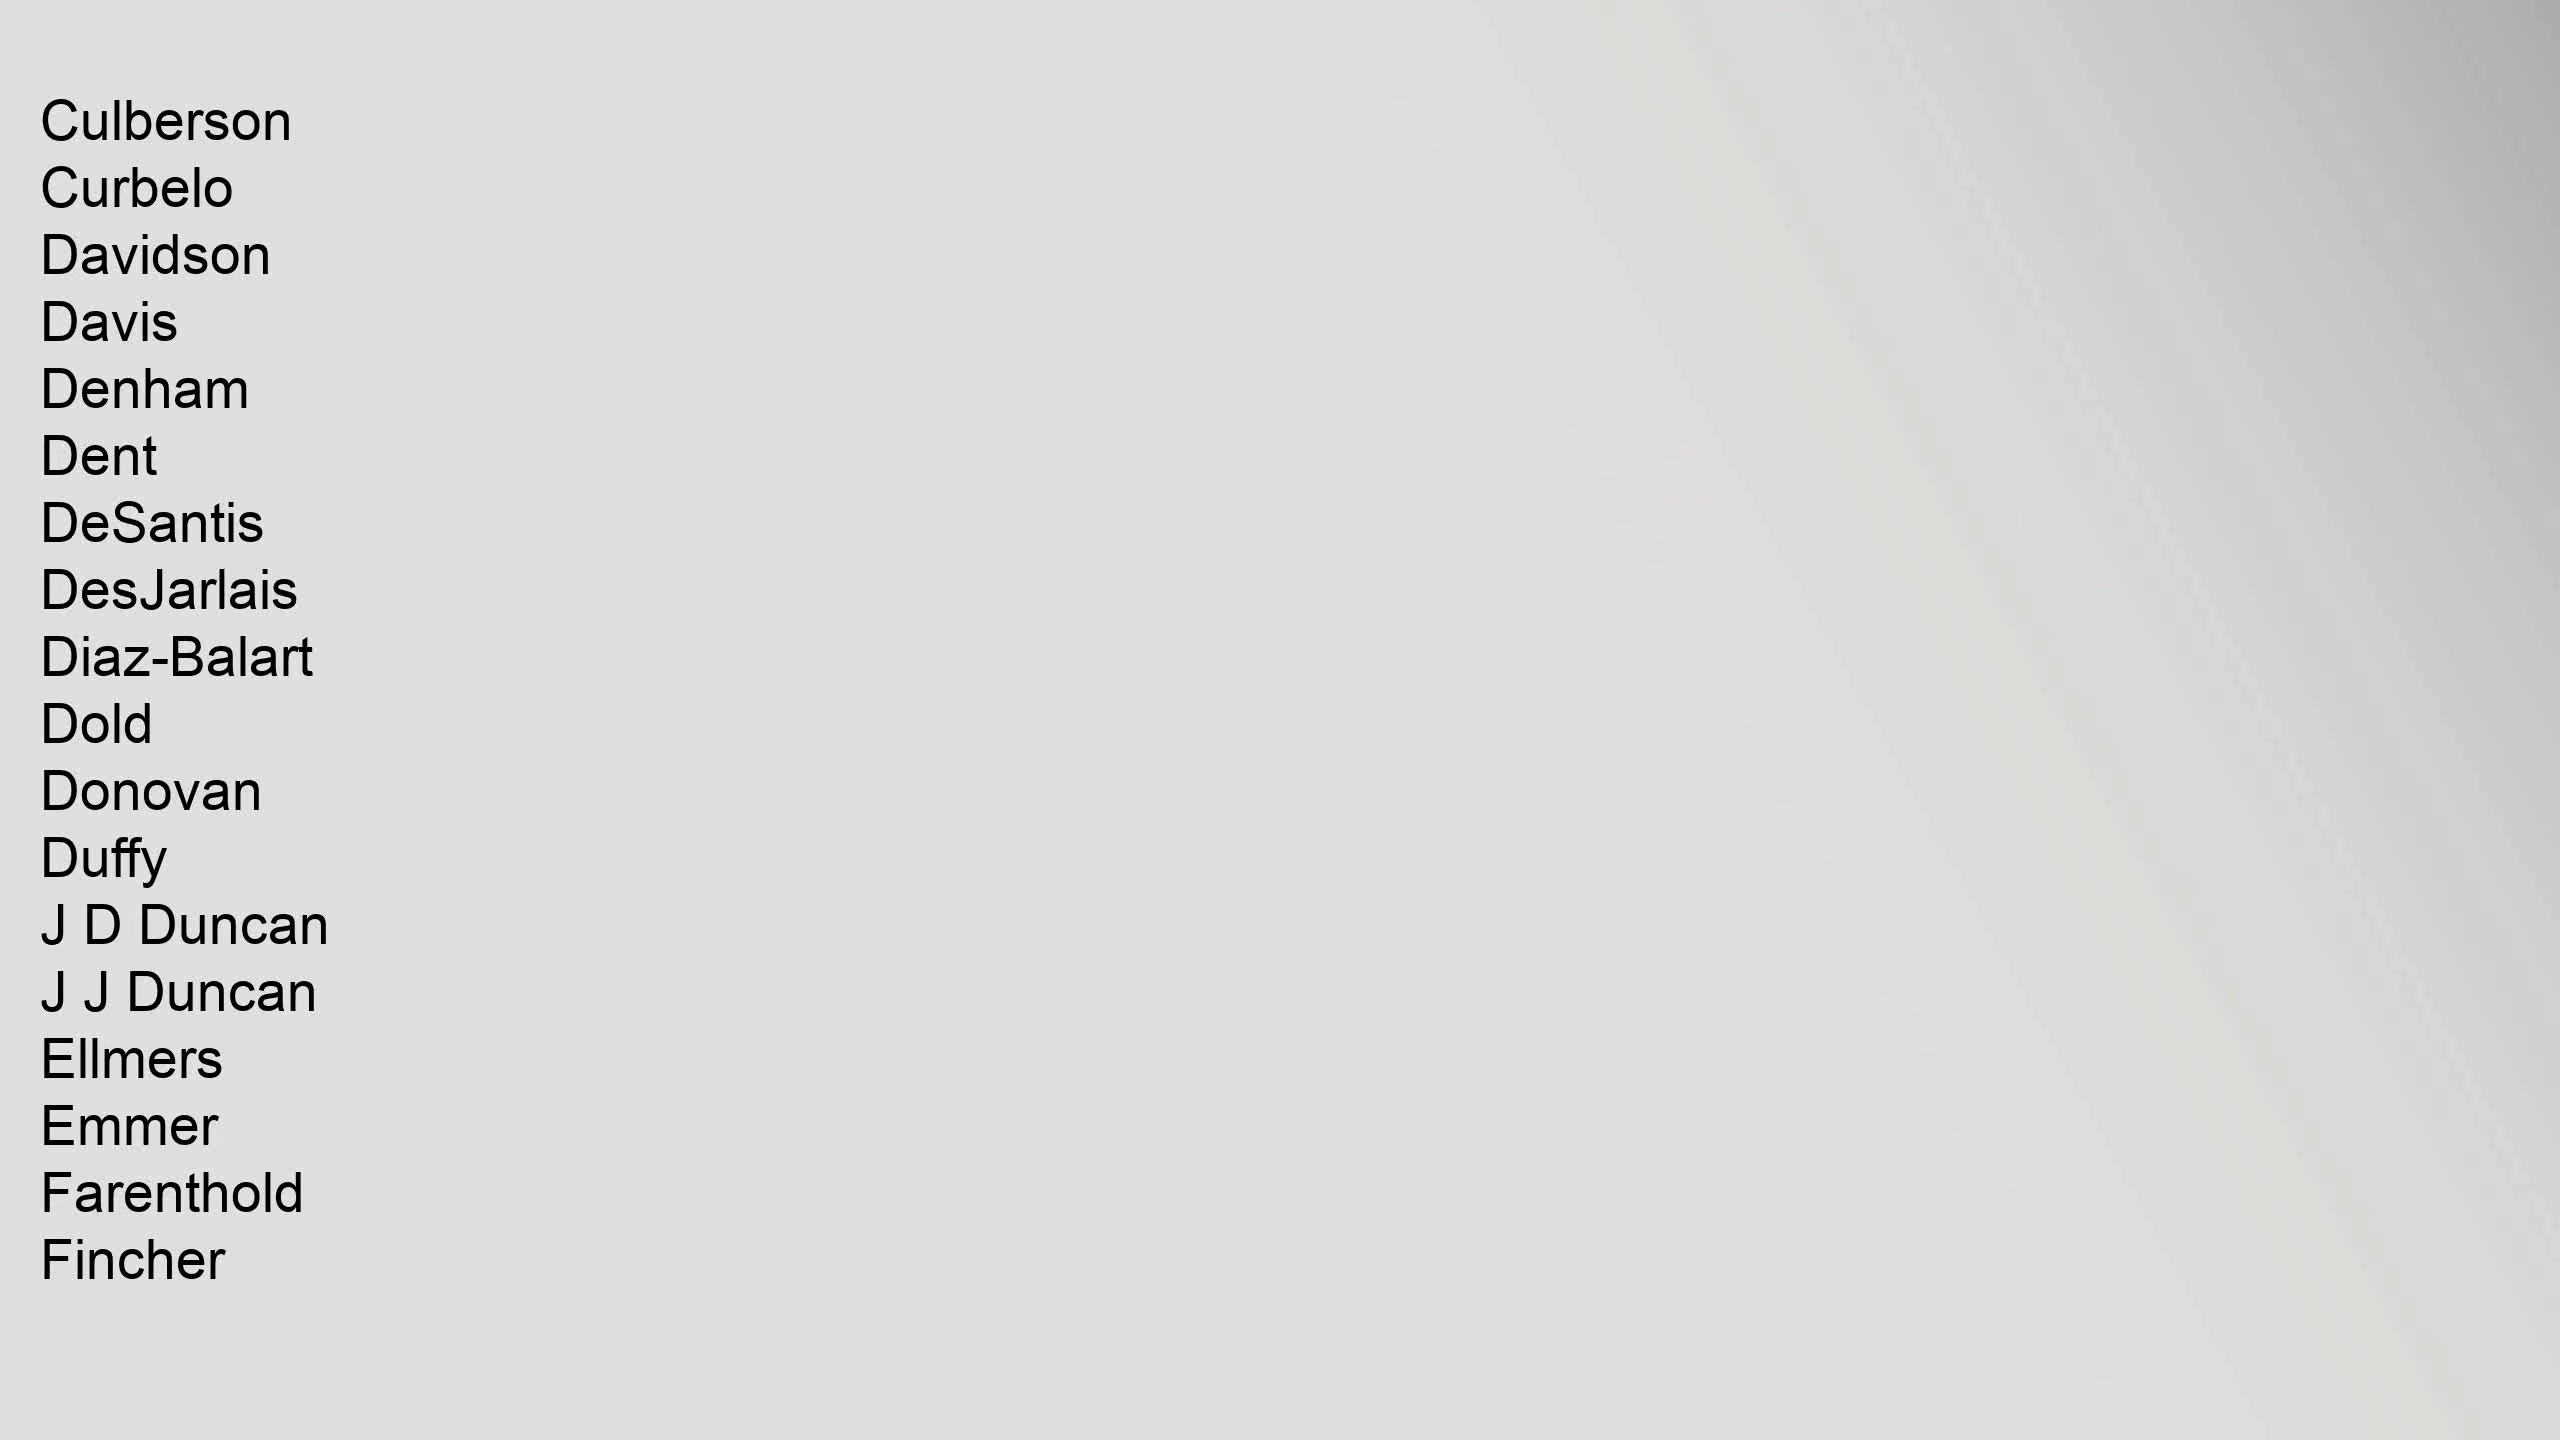 Culberson
Curbelo
Davidson
Davis
Denham
Dent
DeSantis
DesJarlais
Diaz-Balart
Dold
Donovan
Duffy
J D Duncan
J J Duncan
Ellmers
Emmer
Farenthold
Fincher